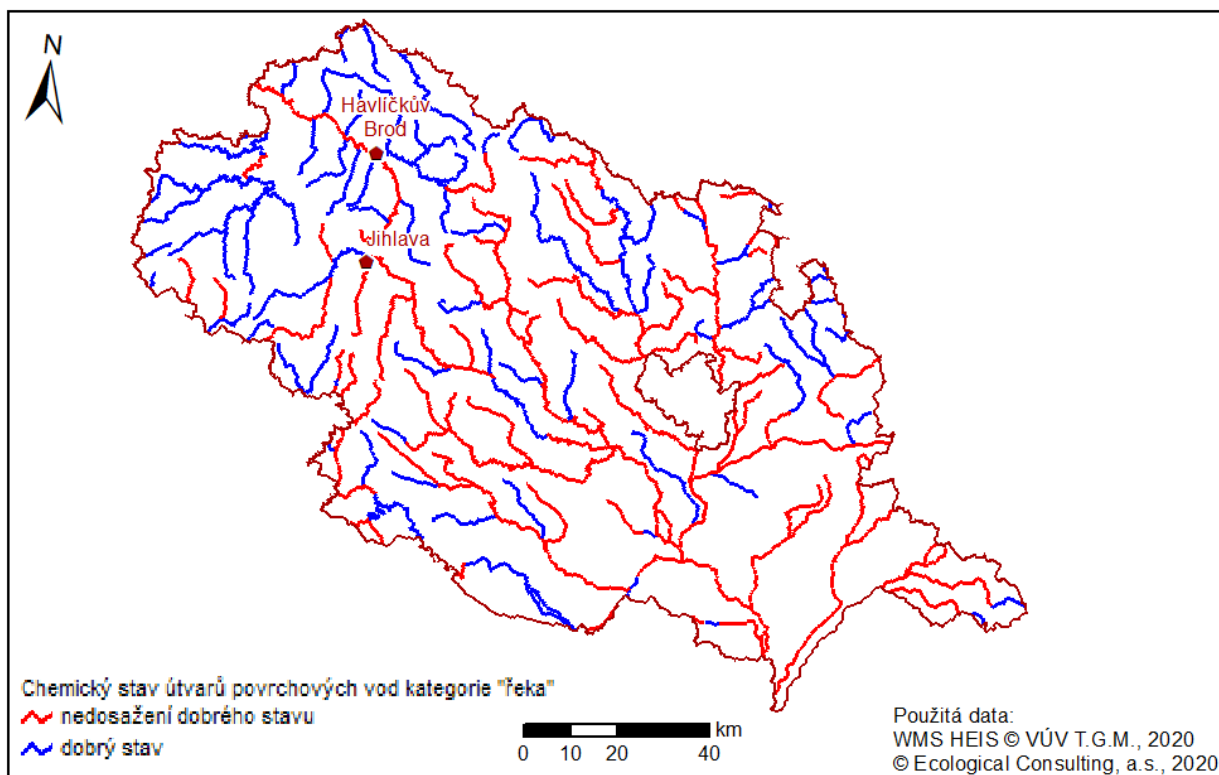 N
Havlíčkův
Brod
Jihlava
Chemický stav útvarů povrchových vod kategorie "řeka"
nedosažení dobrého stavu
dobrý stav
km
0 10 20 40
Použitá data:
WMS HEIS © VÚV T.G.M., 2020
© Ecological Consulting, a.s., 2020